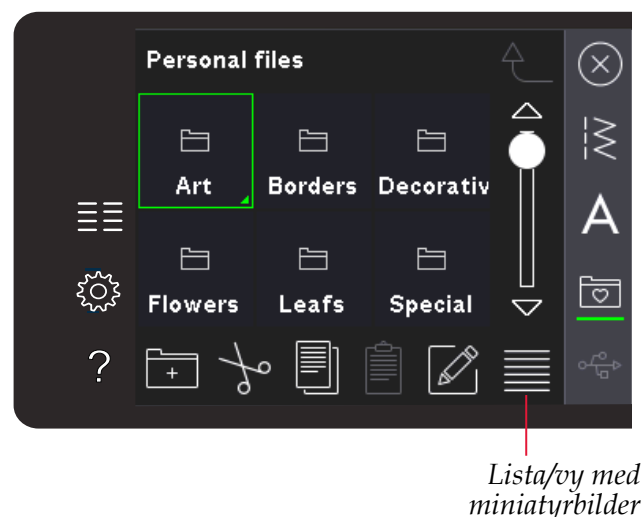 Personal files
Art Borders Decorativ
Flowers Leafs Special
A
?
Lista/vy med
miniatyrbilder